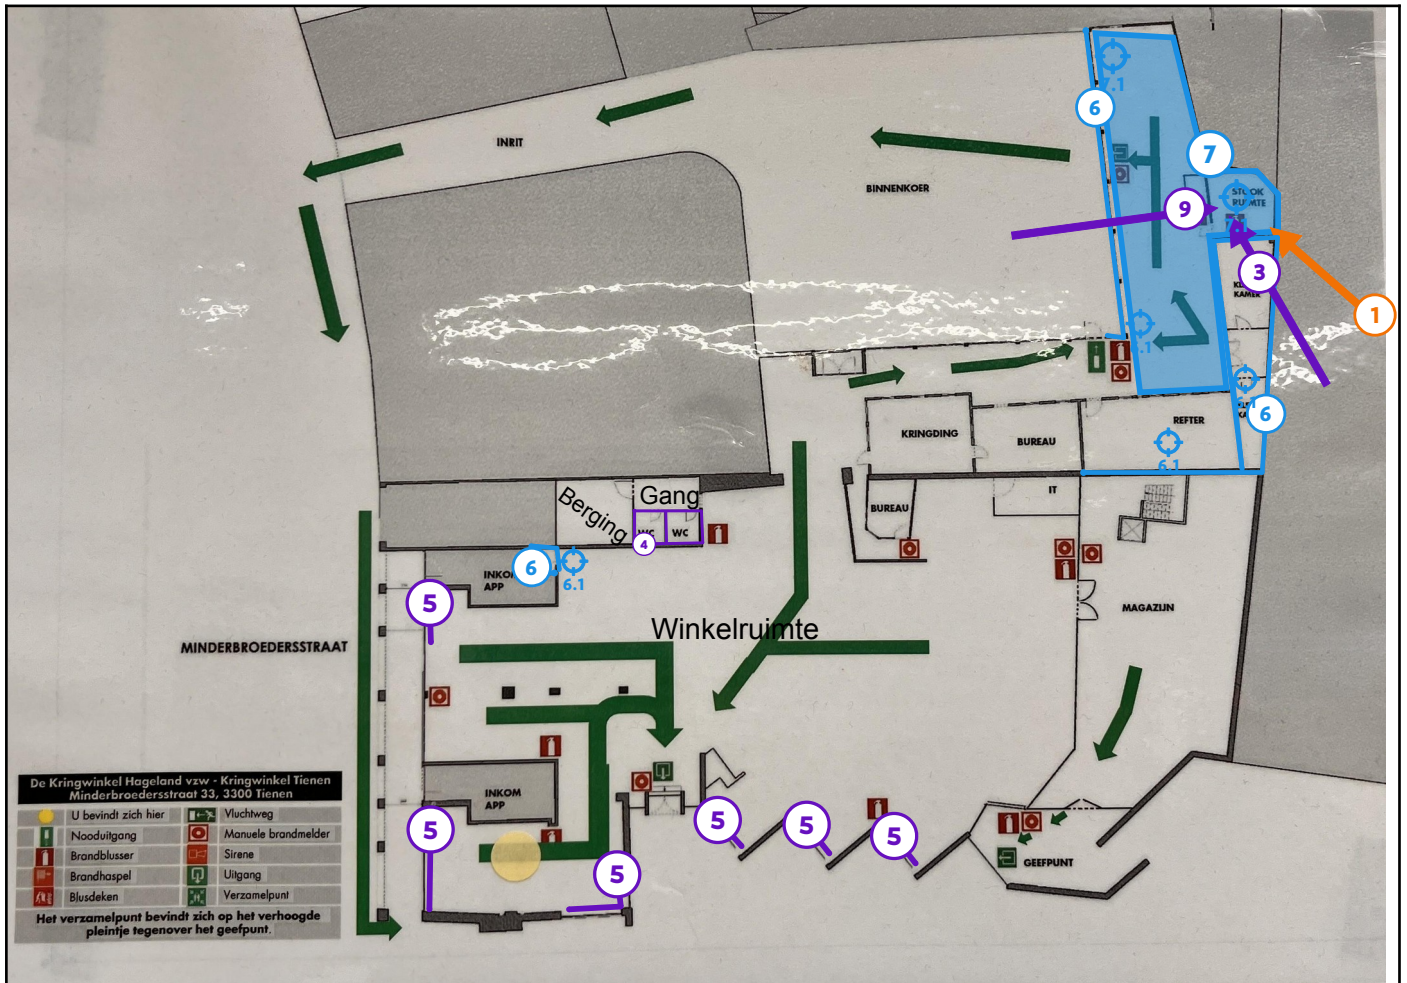 7.1
6
INRIT
7
BINNENKOER
STOOK
RUIMTE
9
7.1
3
KAMER
1
6
KRINGDING
BUREAU
REFTER
6.1
IT
BUREAU
Berging
Gang
WC
WC
4
INKOM
APP
6
6.1
5
MAGAZIJN
Winkelruimte
MINDERBROEDERSSTRAAT
De Kringwinkel Hageland vzw - Kringwinkel Tienen
Minderbroedersstraat 33, 3300 Tienen
U bevindt zich hier
Vluchtweg
Nooduitgang
Manuele brandmelder
Brandblusser
Sirene
Brandhaspel
Uitgang
Blusdeken
Verzamelpunt
Het verzamelpunt bevindt zich op het verhoogde
pleintje tegenover het geefpunt.
INKOM
APP
5
5
5
5
5
GEEFPUNT